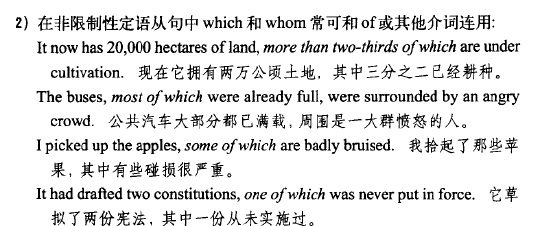 2) 在非限制性定语从句中 which 和 whom 常可和 of 或其他介词连用:
It now has 20,000 hectares of land, more than two-thirds of which are under
cultivation. 现在它拥有两万公顷土地，其中三分之二已经耕种。
The buses, most of which were already full, were surrounded by an angry
crowd. 公共汽车大部分都已满载，周围是一大群愤怒的人。
I picked up the apples, some of which are badly bruised. 我拾起了那些苹
果，其中有些碰损很严重。
It had drafted two constitutions, one of which was never put in force. 它草
拟了两份宪法，其中一份从未实施过。